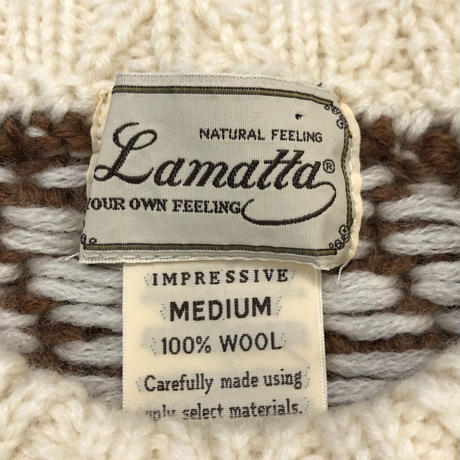 NATURAL FEELING
Lamatta®
YOUR OWN FEELING
IMPRESSIVE
MEDIUM
100% WOOL
Carefully made using
select materials.